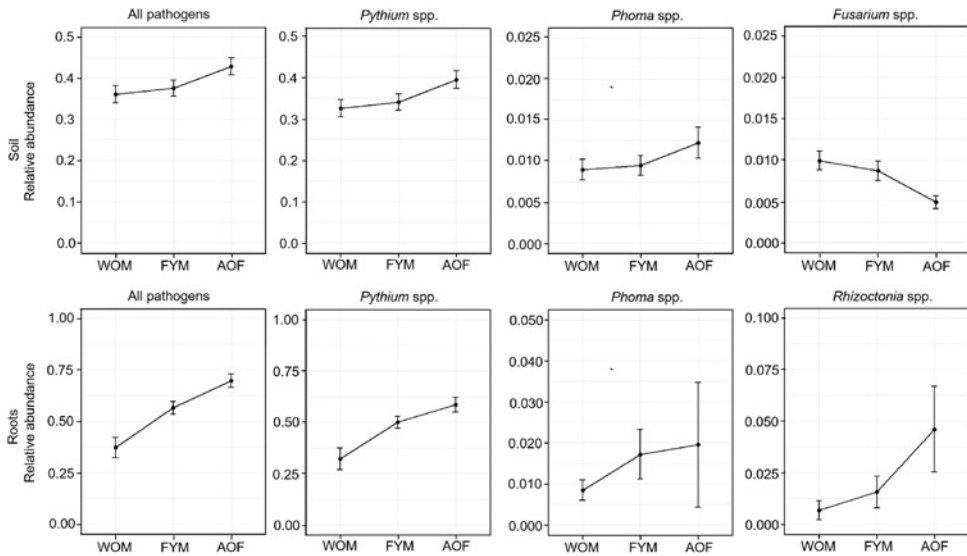 All pathogens
Pythium spp.
Phoma spp.
Fusarium spp.
Soil
Relative abundance
0.5
0.4
0.3
0.2
0.1
0.0
WOM FYM AOF
0.5
0.4
0.3
0.2
0.1
0.0
WOM FYM AOF
0.025
0.020
0.015
0.010
0.005
0.000
WOM FYM AOF
0.025
0.020
0.015
0.010
0.005
0.000
WOM FYM AOF
All pathogens
Pythium spp.
Phoma spp.
Rhizoctonia spp.
Roots
Relative abundance
1.00
0.75
0.50
0.25
0.00
WOM FYM AOF
1.00
0.75
0.50
0.25
0.00
WOM FYM AOF
0.050
0.040
0.030
0.020
0.010
0.000
WOM FYM AOF
0.100
0.075
0.050
0.025
0.000
WOM FYM AOF